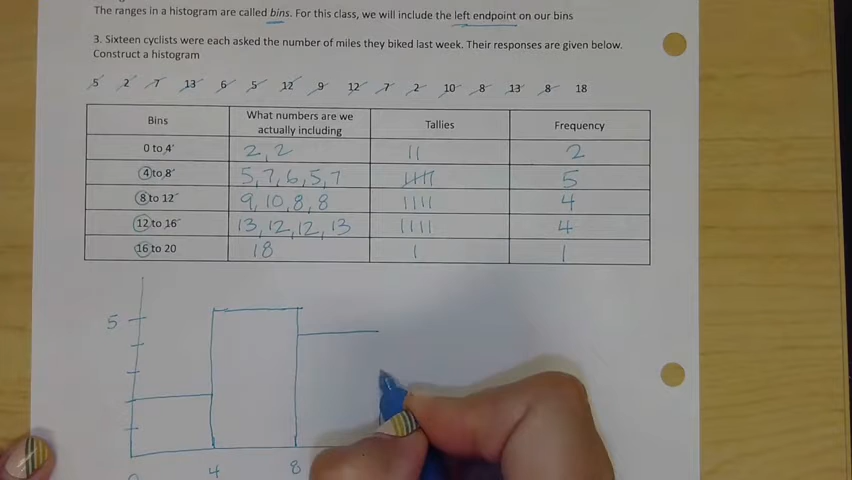 The ranges in a histogram are called bins. For this class, we will include the left endpoint on our bins
3. Sixteen cyclists were each asked the number of miles they biked last week. Their responses are given below.
Construct a histogram
5 2 7 13 6 5 12 9 12 7 2 10 8 13 8 18
Bins What numbers are we actually including Tallies Frequency
0 to 4 2, 2 || 2
4 to 8 5, 7, 6, 5, 7 5
8 to 12 9, 10, 8, 8 |||| 4
12 to 16 13, 12, 12, 13 |||| 4
16 to 20 18 | 1
5
4 8